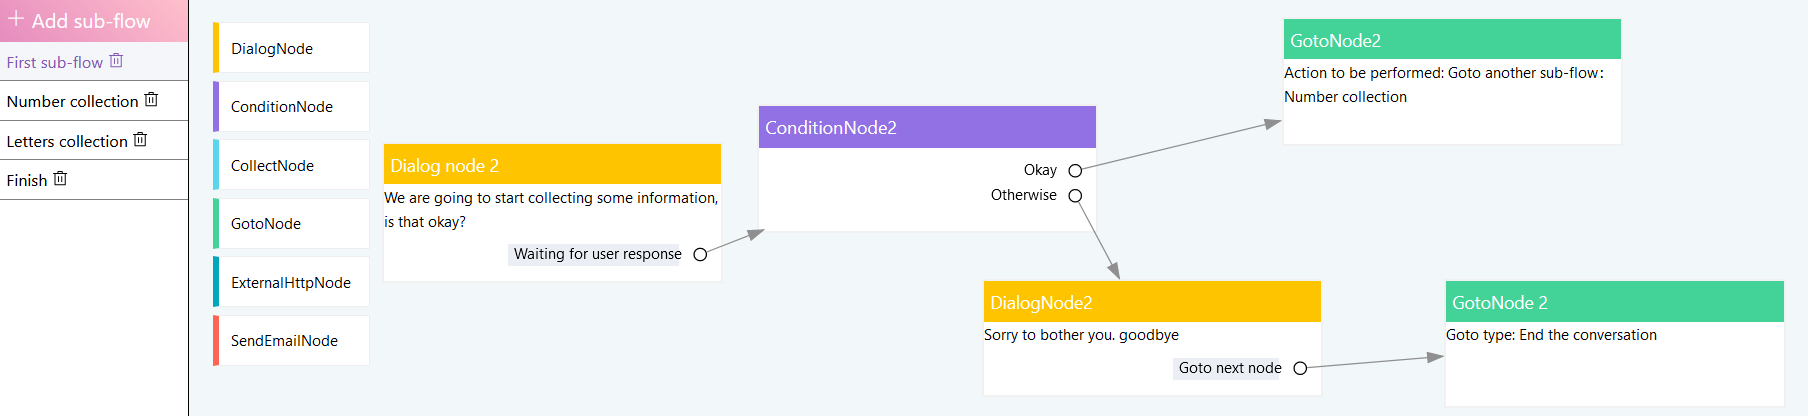 Add sub-flow
First sub-flow
Number collection
Letters collection
Finish
DialogNode
ConditionNode
CollectNode
GotoNode
ExternalHttpNode
SendEmailNode
Dialog node 2
We are going to start collecting some information,
is that okay?
Waiting for user response
ConditionNode2
Okay
Otherwise
GotoNode2
Action to be performed: Goto another sub-flow:
Number collection
DialogNode2
Sorry to bother you. goodbye
Goto next node
GotoNode 2
Goto type: End the conversation